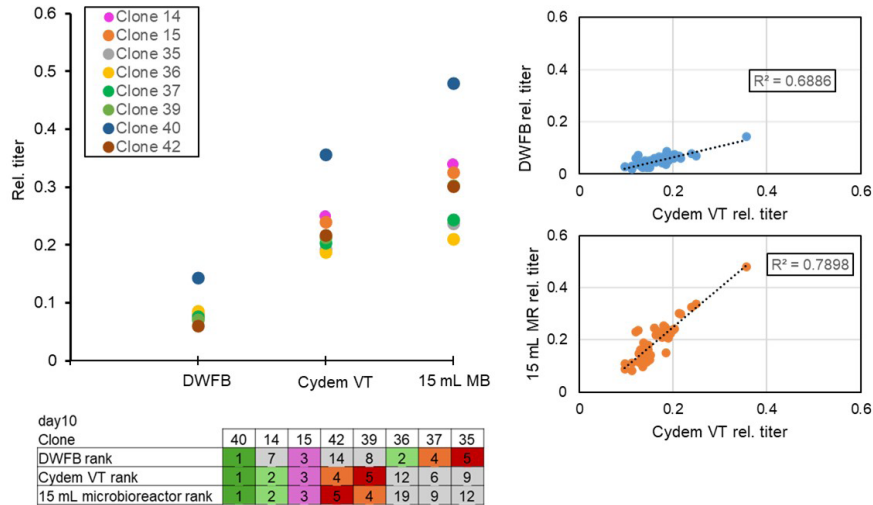 0.6
0.5
0.4
0.3
0.2
0.1
0
Rel. titer
Clone 14
Clone 15
Clone 35
Clone 36
Clone 37
Clone 39
Clone 40
Clone 42
DWFB
Cydem VT
15 mL MB
0.6
0.4
0.2
0
DWFB rel. titer
R² = 0.6886
0 0.2 0.4 0.6
Cydem VT rel. titer
0.6
0.4
0.2
0
15 mL MR rel. titer
R² = 0.7898
0 0.2 0.4 0.6
Cydem VT rel. titer
day10
Clone 40 14 15 42 39 36 37 35
DWFB rank 1 7 3 14 8 2 4 5
Cydem VT rank 1 2 3 4 5 12 6 9
15 mL microbioreactor rank 1 2 3 5 4 19 9 12